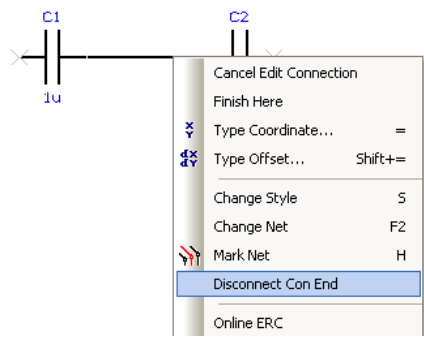 C1
C2
1u
Cancel Edit Connection
Finish Here
Type Coordinate... =
Type Offset... Shift+=
Change Style S
Change Net F2
Mark Net H
Disconnect Con End
Online ERC